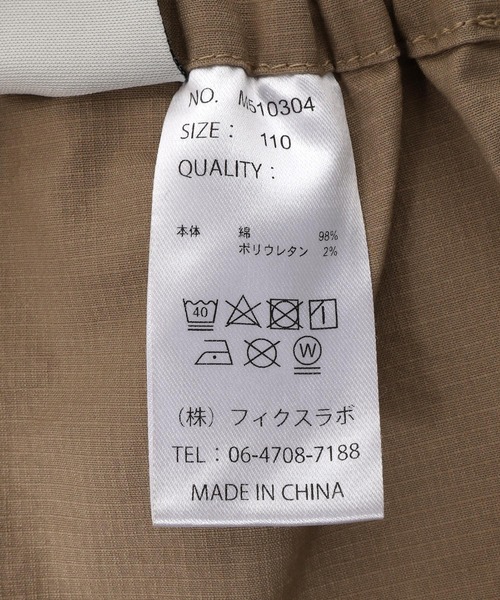 NO. M510304
SIZE : 110
QUALITY :
本体 綿 98%
ポリウレタン 2%
40
W
（株）フィクスラボ
TEL : 06-4708-7188
MADE IN CHINA